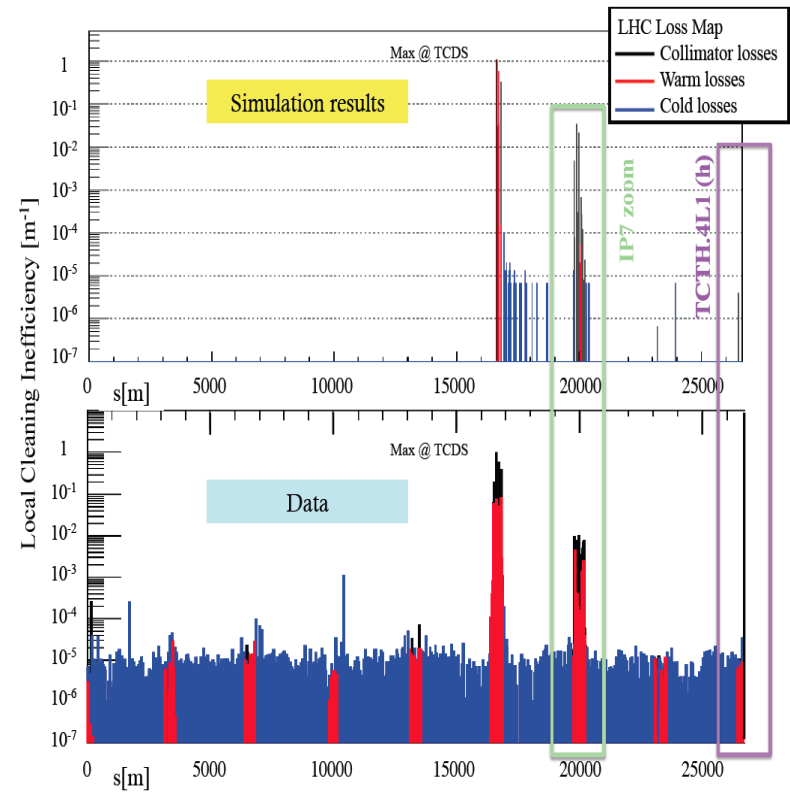 LHC Loss Map
Collimator losses
Warm losses
Cold losses
Max @ TCDS
Simulation results
Local Cleaning Inefficiency [m⁻¹]
1
10⁻¹
10⁻²
10⁻³
10⁻⁴
10⁻⁵
10⁻⁶
10⁻⁷
IP7 zoom
TCTH.4L1 (h)
0 5000 10000 15000 20000 25000
s[m]
Max @ TCDS
Data
1
10⁻¹
10⁻²
10⁻³
10⁻⁴
10⁻⁵
10⁻⁶
10⁻⁷
0 5000 10000 15000 20000 25000
s[m]